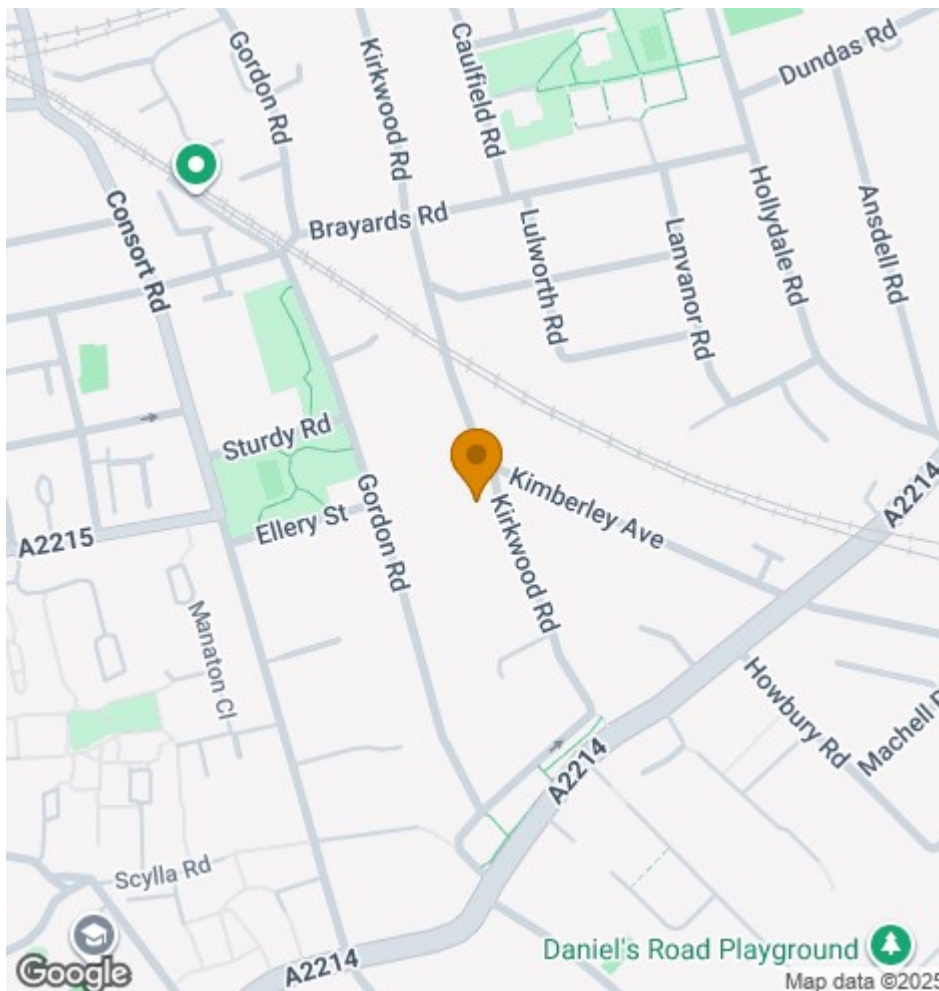 Gordon Rd
Kirkwood Rd
Caulfield Rd
Dundas Rd
Consort Rd
Brayards Rd
Lulworth Rd
Lanvanor Rd
Hollydale Rd
Ansdell Rd
Sturdy Rd
Gordon Rd
Ellery St
A2215
Kimberley Ave
Kirkwood Rd
A2214
Manaton Cl
Howbury Rd
Machell
A2214
Scylla Rd
Daniel's Road Playground
A2214
Google
Map data ©2025